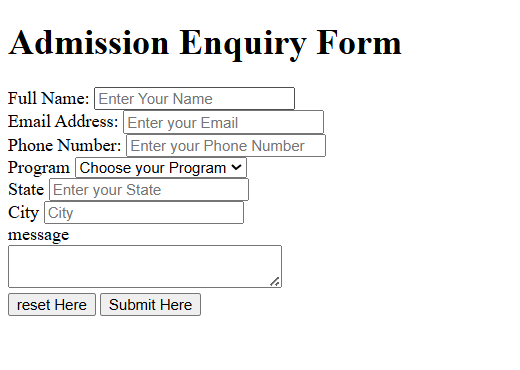 Admission Enquiry Form
Full Name: Enter Your Name
Email Address: Enter your Email
Phone Number: Enter your Phone Number
Program Choose your Program
State Enter your State
City City
message
reset Here Submit Here